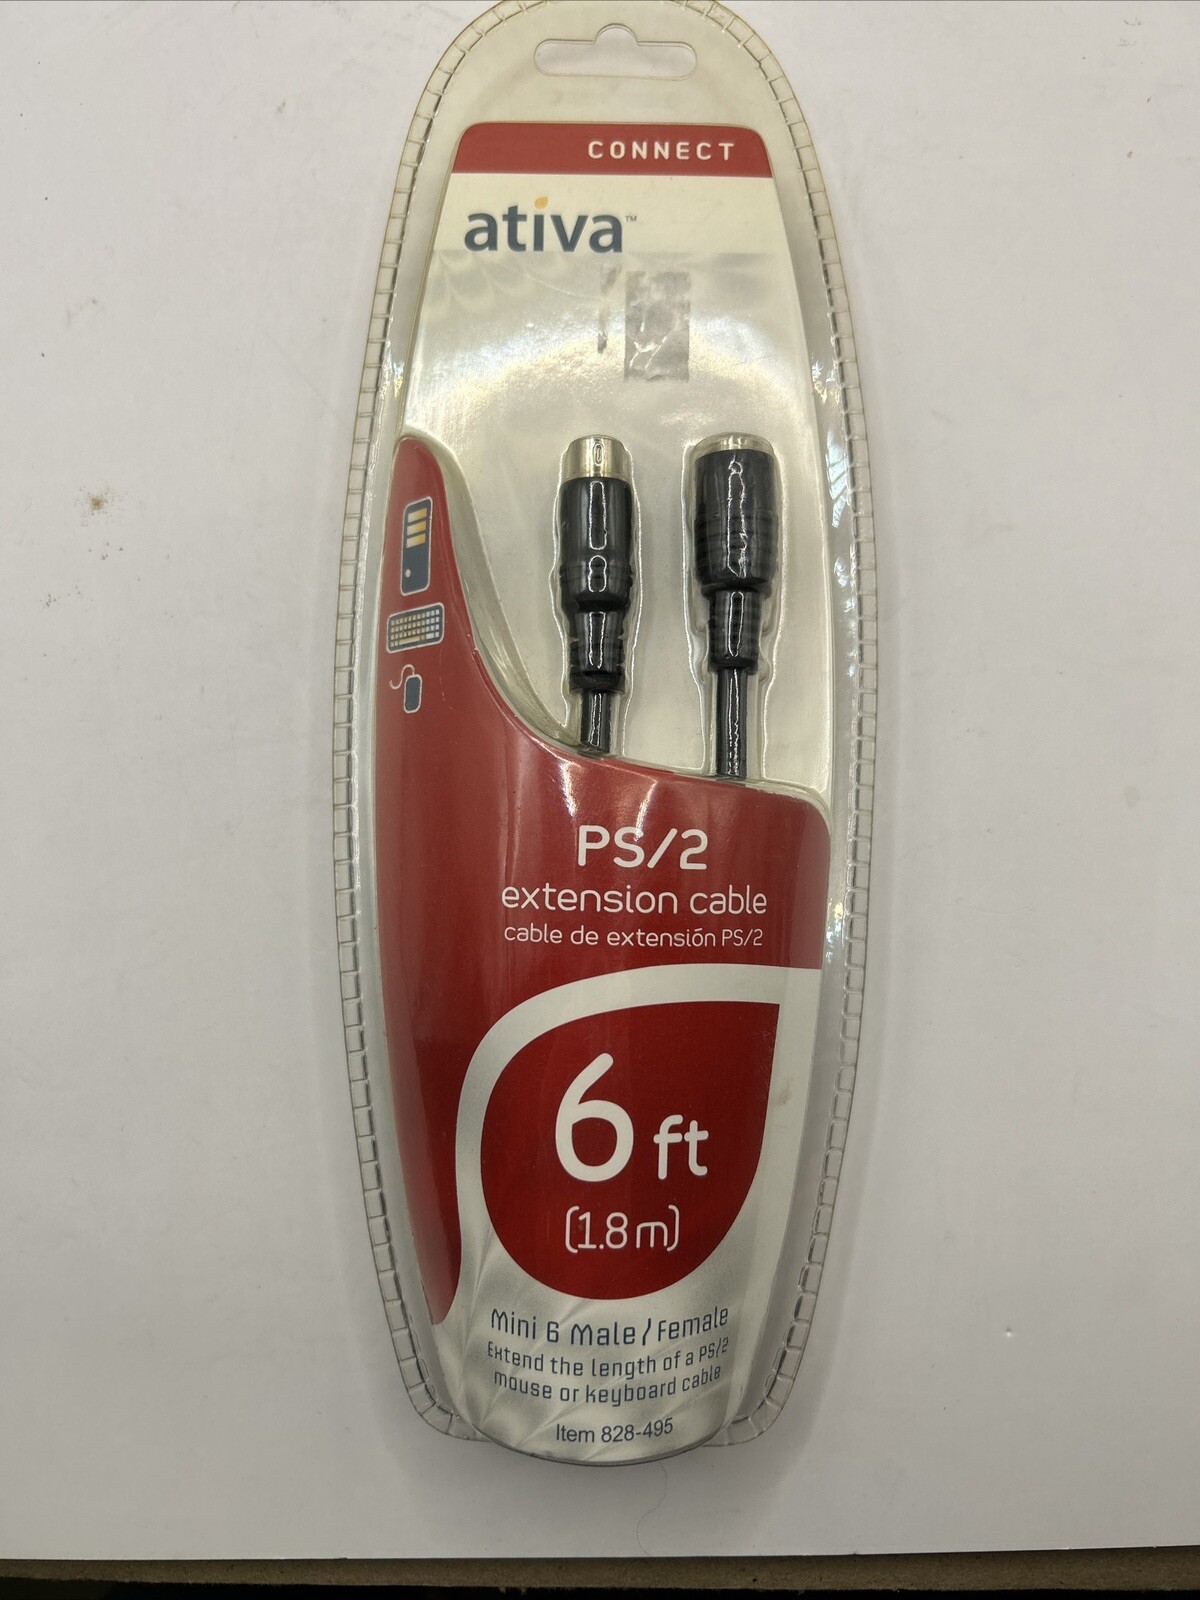 CONNECT
ativa™
PS/2
extension cable
cable de extensión PS/2
6 ft
(1.8 m)
Mini 6 Male / Female
Extend the length of a PS/2
mouse or keyboard cable
Item 828-495